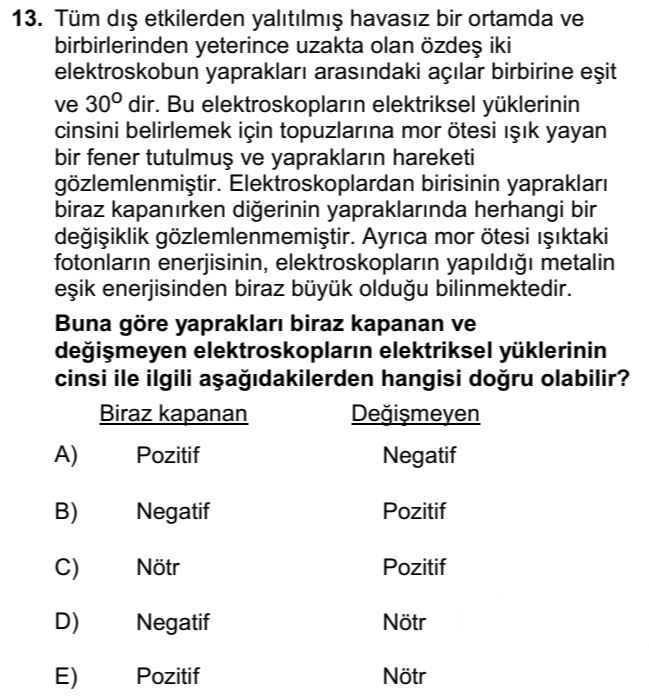 13. Tüm dış etkilerden yalıtılmış havasız bir ortamda ve
birbirlerinden yeterince uzakta olan özdeş iki
elektroskobun yaprakları arasındaki açılar birbirine eşit
ve 30⁰ dir. Bu elektroskopların elektriksel yüklerinin
cinsini belirlemek için topuzlarına mor ötesi ışık yayan
bir fener tutulmuş ve yaprakların hareketi
gözlemlenmiştir. Elektroskoplardan birisinin yaprakları
biraz kapanırken diğerinin yapraklarında herhangi bir
değişiklik gözlemlenmemiştir. Ayrıca mor ötesi ışıktaki
fotonların enerjisinin, elektroskopların yapıldığı metalin
eşik enerjisinden biraz büyük olduğu bilinmektedir.
Buna göre yaprakları biraz kapanan ve
değişmeyen elektroskopların elektriksel yüklerinin
cinsi ile ilgili aşağıdakilerden hangisi doğru olabilir?
Biraz kapanan Değişmeyen
A) Pozitif Negatif
B) Negatif Pozitif
C) Nötr Pozitif
D) Negatif Nötr
E) Pozitif Nötr